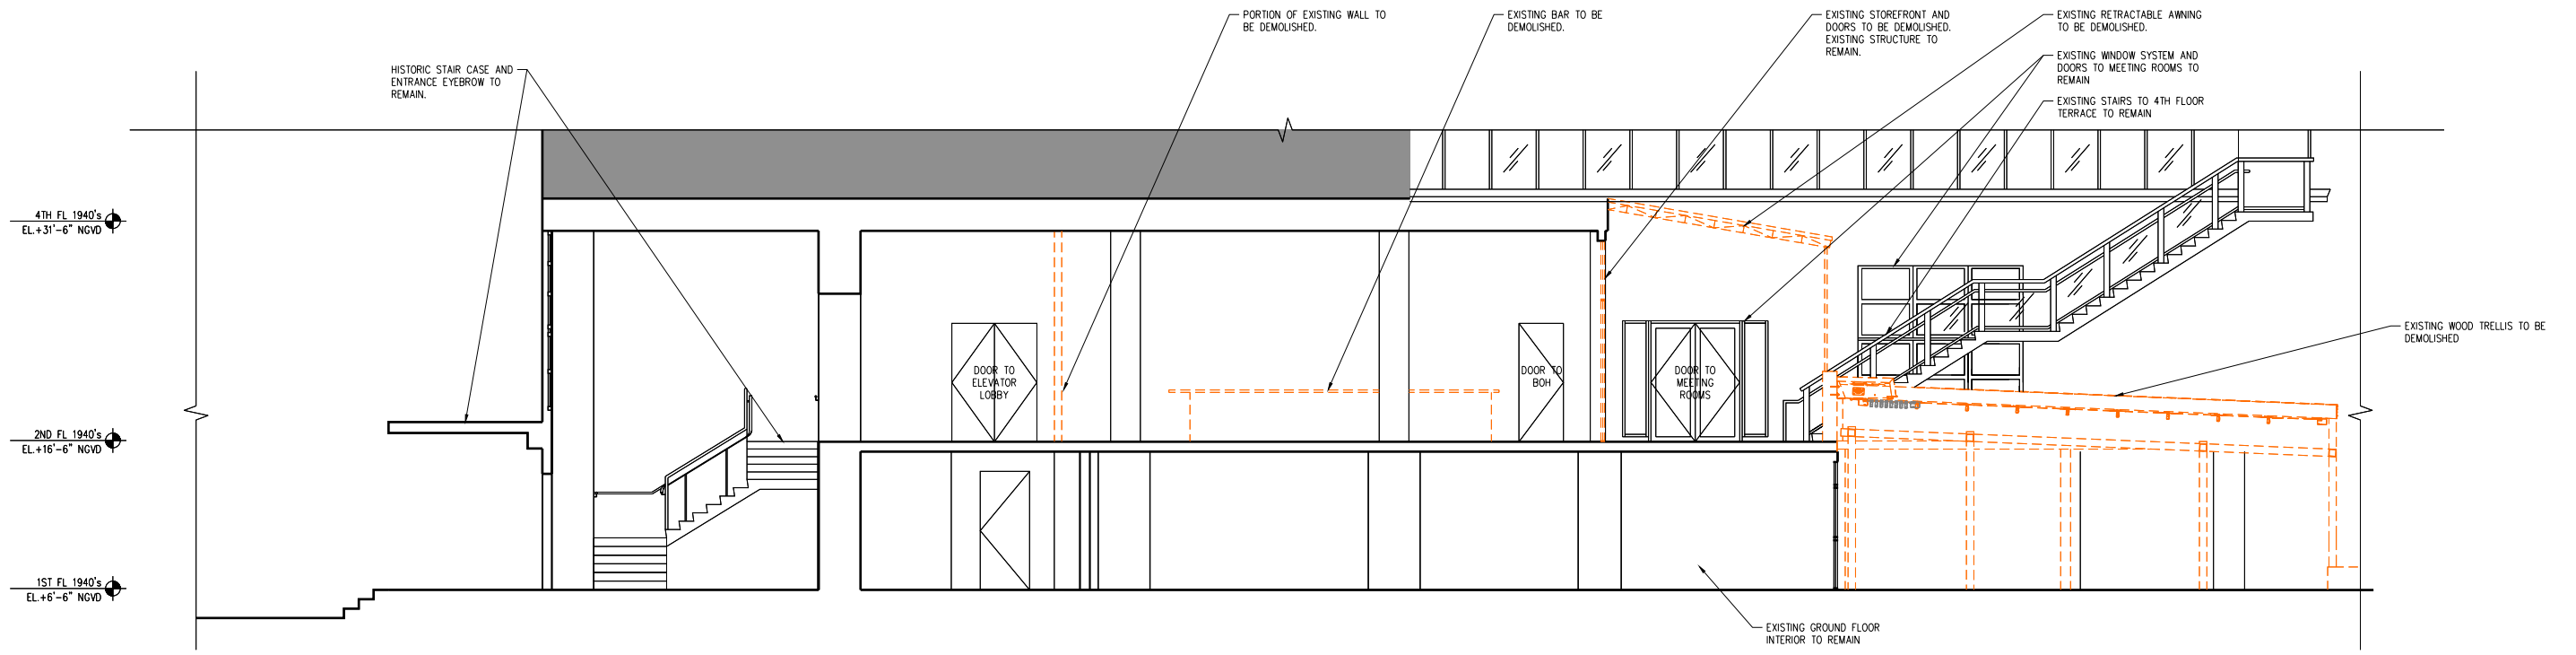 PORTION OF EXISTING WALL TO
BE DEMOLISHED.
EXISTING BAR TO BE
DEMOLISHED.
EXISTING STOREFRONT AND
DOORS TO BE DEMOLISHED.
EXISTING STRUCTURE TO
REMAIN.
EXISTING RETRACTABLE AWNING
TO BE DEMOLISHED.
EXISTING WINDOW SYSTEM AND
DOORS TO MEETING ROOMS TO
REMAIN
EXISTING STAIRS TO 4TH FLOOR
TERRACE TO REMAIN
HISTORIC STAIR CASE AND
ENTRANCE EYEBROW TO
REMAIN.
4TH FL 1940's
EL.+31'-6" NGVD
EXISTING WOOD TRELLIS TO BE
DEMOLISHED
DOOR TO
ELEVATOR
LOBBY
DOOR TO
BOH
DOOR TO
MEETING
ROOMS
2ND FL 1940's
EL.+16'-6" NGVD
1ST FL 1940's
EL.+6'-6" NGVD
EXISTING GROUND FLOOR
INTERIOR TO REMAIN